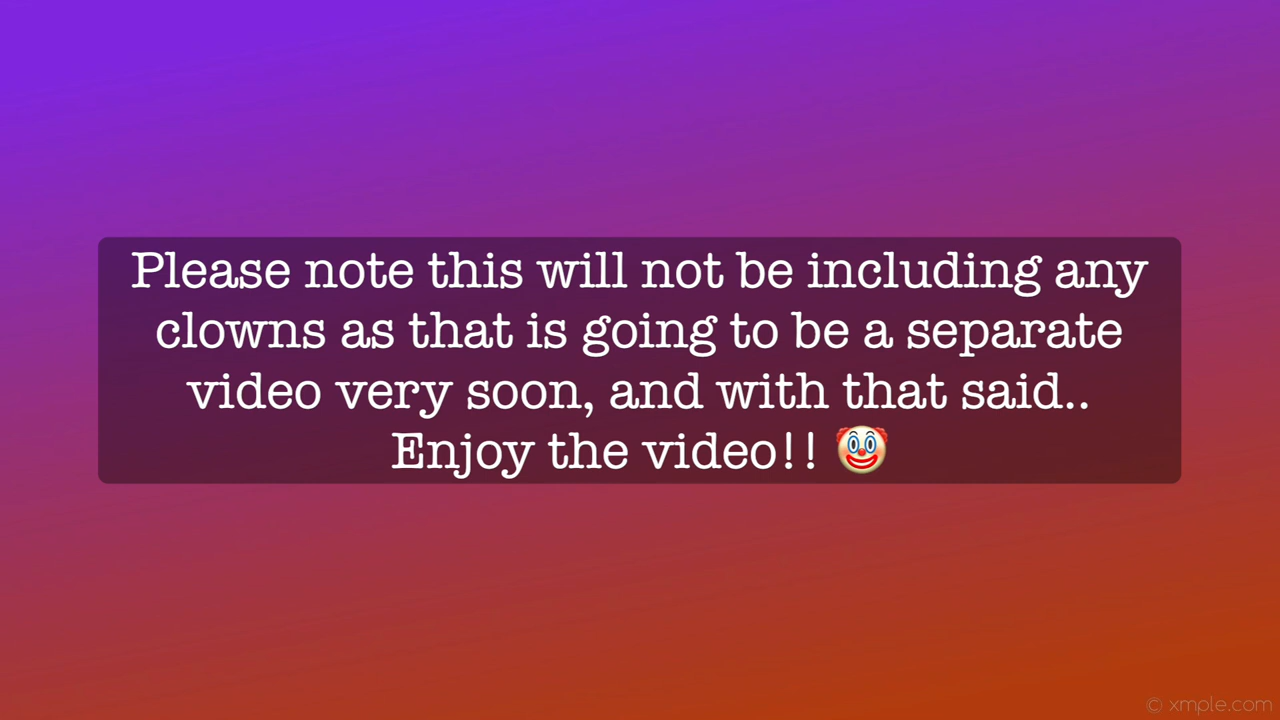 Please note this will not be including any
clowns as that is going to be a separate
video very soon, and with that said..
Enjoy the video!! 🤡
© xmple.com